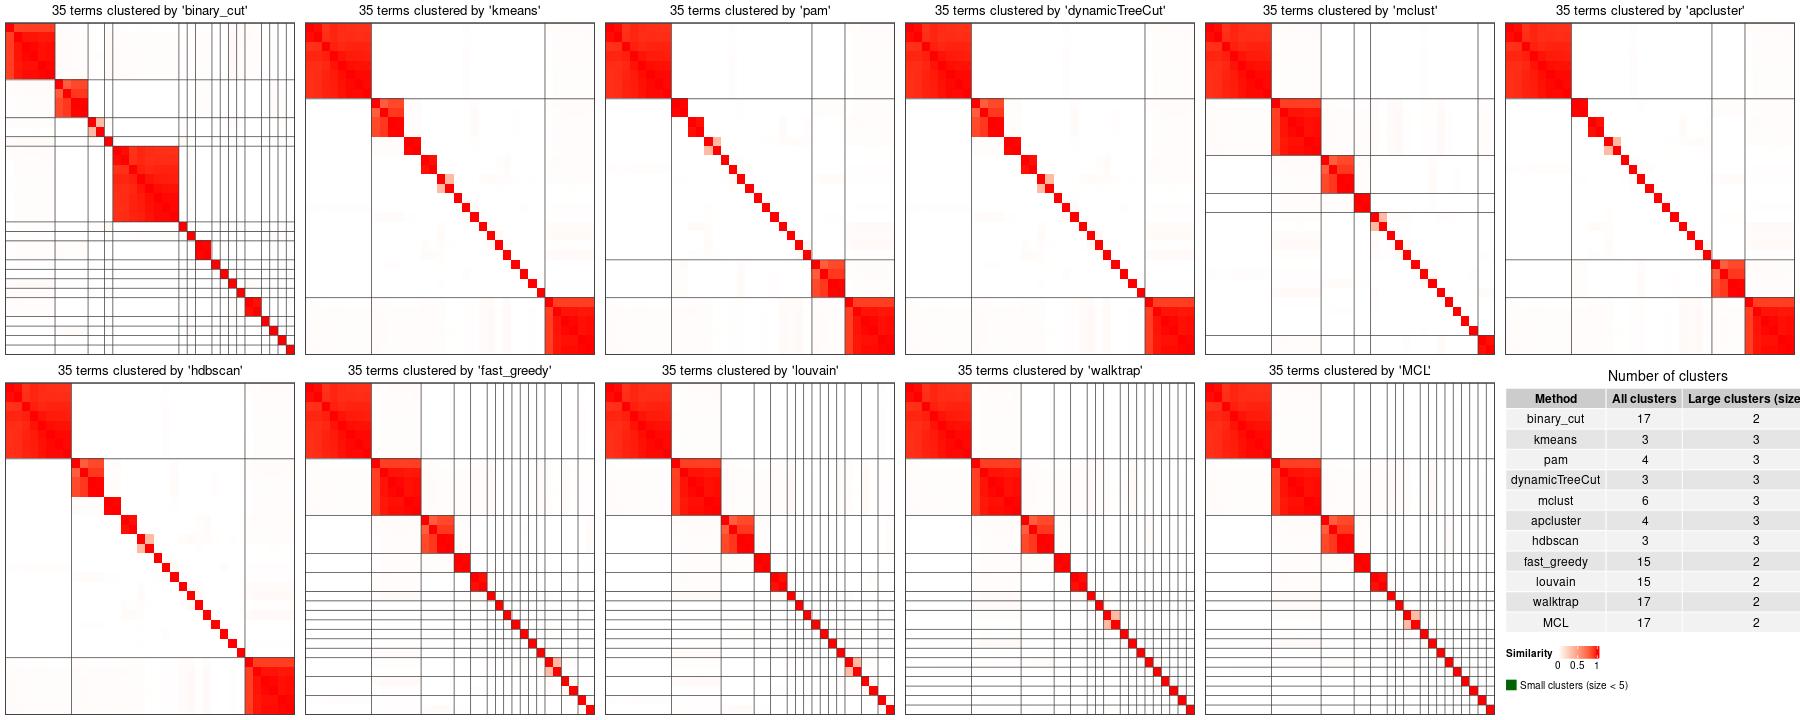 35 terms clustered by 'binary_cut'
35 terms clustered by 'kmeans'
35 terms clustered by 'pam'
35 terms clustered by 'dynamicTreeCut'
35 terms clustered by 'mclust'
35 terms clustered by 'apcluster'
35 terms clustered by 'hdbscan'
35 terms clustered by 'fast_greedy'
35 terms clustered by 'louvain'
35 terms clustered by 'walktrap'
35 terms clustered by 'MCL'
Number of clusters
Method All clusters Large clusters (size
binary_cut 17 2
kmeans 3 3
pam 4 3
dynamicTreeCut 3 3
mclust 6 3
apcluster 4 3
hdbscan 3 3
fast_greedy 15 2
louvain 15 2
walktrap 17 2
MCL 17 2
Similarity
0 0.5 1
Small clusters (size < 5)